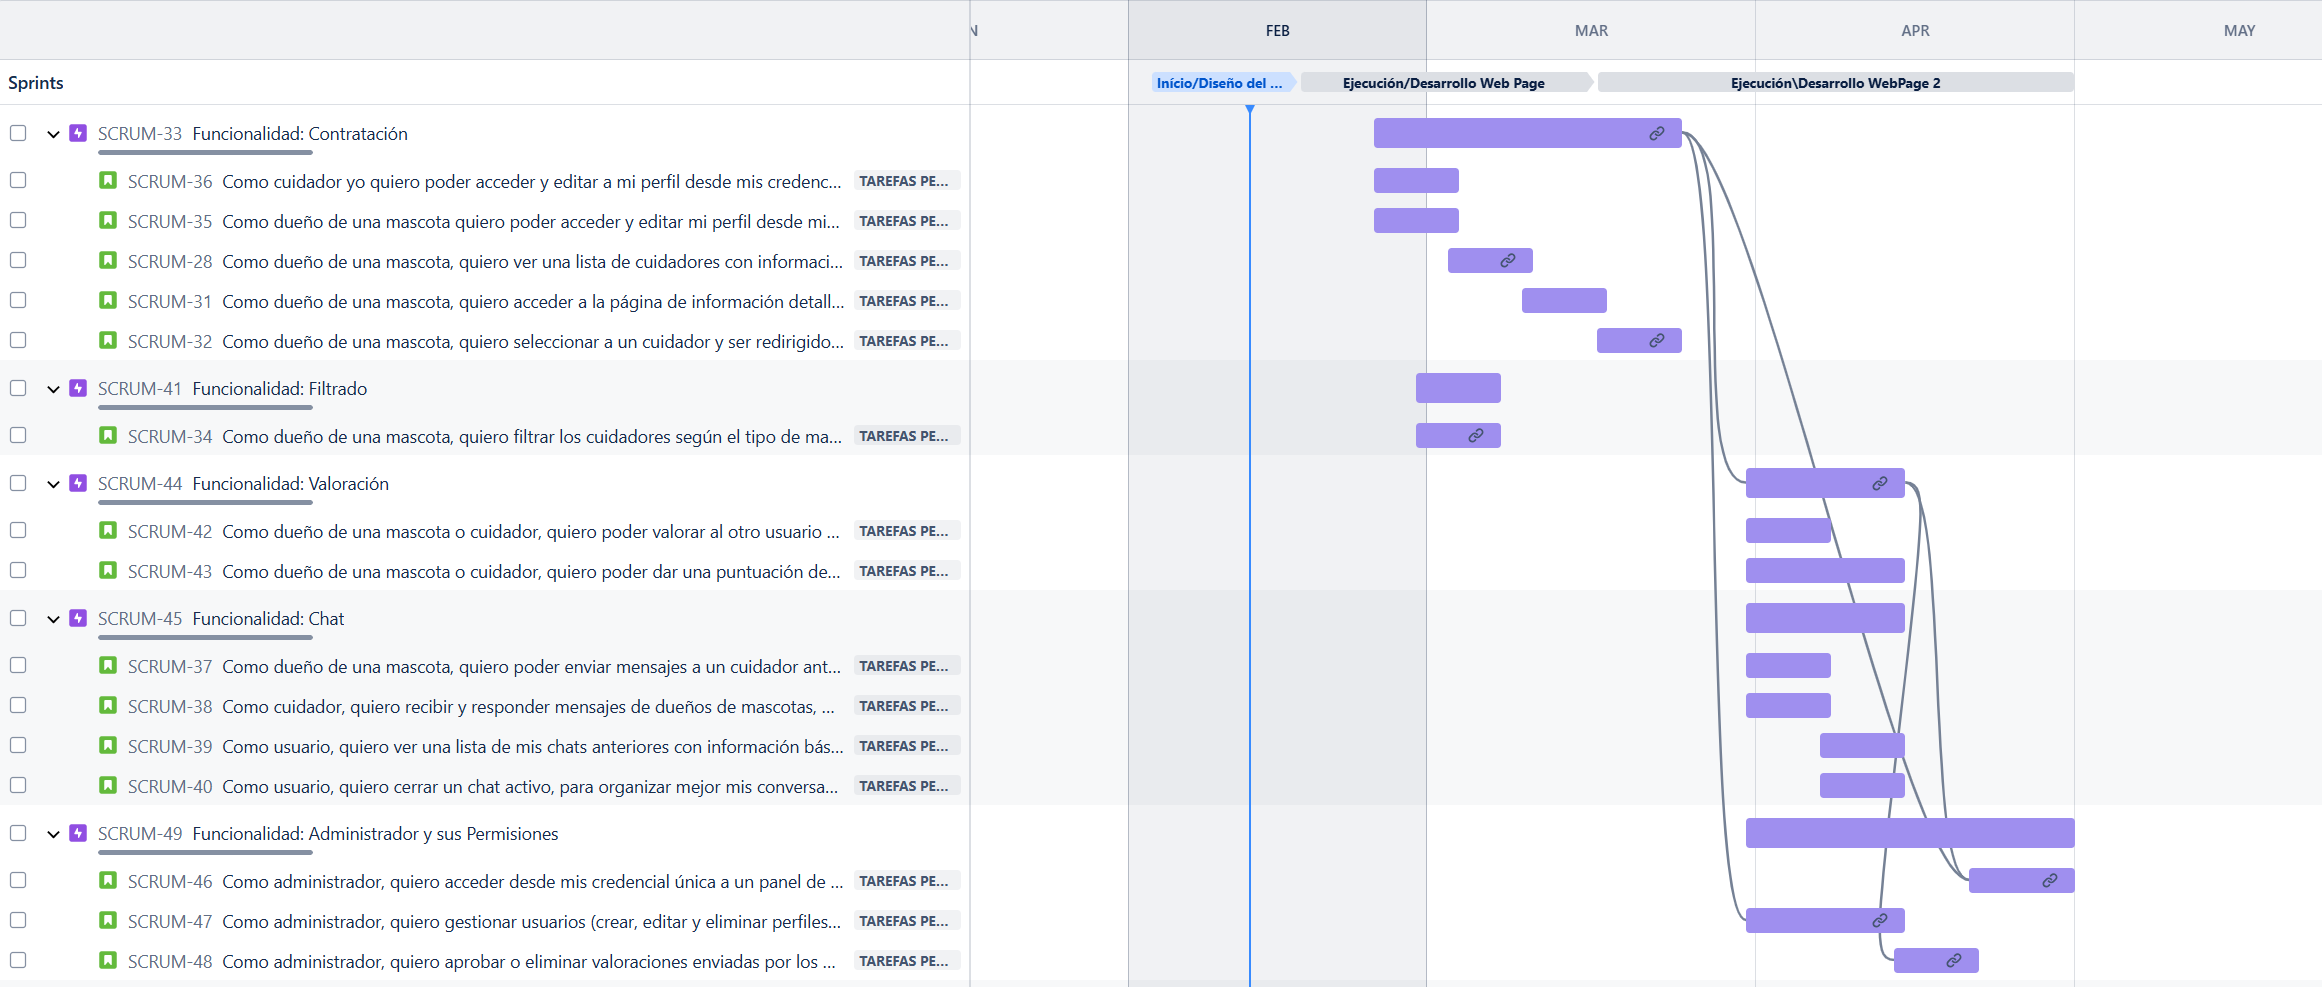 FEB
MAR
APR
MAY
Sprints
Início/Diseño del ...
Ejecución/Desarrollo Web Page
Ejecución\Desarrollo WebPage 2
SCRUM-33 Funcionalidad: Contratación
SCRUM-36 Como cuidador yo quiero poder acceder y editar a mi perfil desde mis credenc... TAREFAS PE...
SCRUM-35 Como dueño de una mascota quiero poder acceder y editar mi perfil desde mi... TAREFAS PE...
SCRUM-28 Como dueño de una mascota, quiero ver una lista de cuidadores con informaci... TAREFAS PE...
SCRUM-31 Como dueño de una mascota, quiero acceder a la página de información detall... TAREFAS PE...
SCRUM-32 Como dueño de una mascota, quiero seleccionar a un cuidador y ser redirigido... TAREFAS PE...
SCRUM-41 Funcionalidad: Filtrado
SCRUM-34 Como dueño de una mascota, quiero filtrar los cuidadores según el tipo de ma... TAREFAS PE...
SCRUM-44 Funcionalidad: Valoración
SCRUM-42 Como dueño de una mascota o cuidador, quiero poder valorar al otro usuario ... TAREFAS PE...
SCRUM-43 Como dueño de una mascota o cuidador, quiero poder dar una puntuación de... TAREFAS PE...
SCRUM-45 Funcionalidad: Chat
SCRUM-37 Como dueño de una mascota, quiero poder enviar mensajes a un cuidador ant... TAREFAS PE...
SCRUM-38 Como cuidador, quiero recibir y responder mensajes de dueños de mascotas, ... TAREFAS PE...
SCRUM-39 Como usuario, quiero ver una lista de mis chats anteriores con información bás... TAREFAS PE...
SCRUM-40 Como usuario, quiero cerrar un chat activo, para organizar mejor mis conversa... TAREFAS PE...
SCRUM-49 Funcionalidad: Administrador y sus Permisiones
SCRUM-46 Como administrador, quiero acceder desde mis credencial única a un panel de ... TAREFAS PE...
SCRUM-47 Como administrador, quiero gestionar usuarios (crear, editar y eliminar perfiles... TAREFAS PE...
SCRUM-48 Como administrador, quiero aprobar o eliminar valoraciones enviadas por los ... TAREFAS PE...